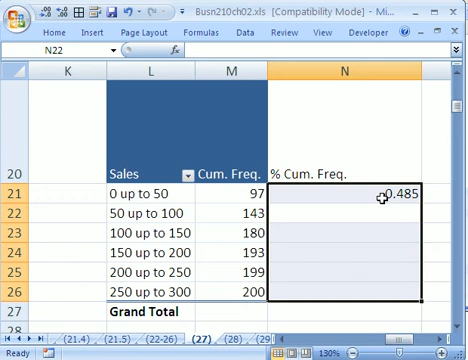 Busn210ch02.xls [Compatibility Mode] - Mi...
Home Insert Page Layout Formulas Data Review View Developer
N22 fx
K L M N
20 Sales Cum. Freq. % Cum. Freq.
21 0 up to 50 97 0.485
22 50 up to 100 143
23 100 up to 150 180
24 150 up to 200 193
25 200 up to 250 199
26 250 up to 300 200
27 Grand Total
28
(21.4) (21.5) (22-26) (27) (28) (29
Ready 130%